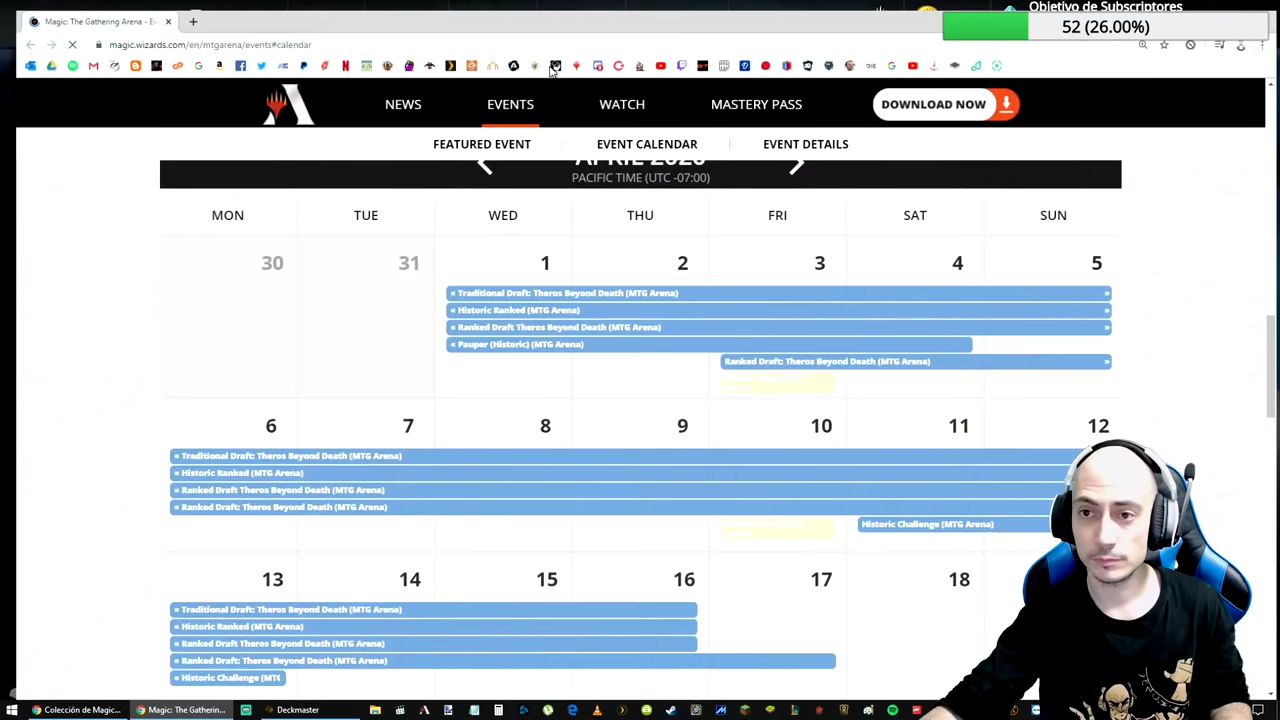 Objetivo de Subscriptores
52 (26.00%)
Magic: The Gathering Arena - Ev
magic.wizards.com/en/mtgarena/events#calendar
NEWS EVENTS WATCH MASTERY PASS DOWNLOAD NOW
FEATURED EVENT EVENT CALENDAR EVENT DETAILS
APRIL 2020
PACIFIC TIME (UTC -07:00)
MON TUE WED THU FRI SAT SUN
30 31 1 2 3 4 5
« Traditional Draft: Theros Beyond Death (MTG Arena) »
« Historic Ranked (MTG Arena) »
« Ranked Draft Theros Beyond Death (MTG Arena) »
« Pauper (Historic) (MTG Arena)
Ranked Draft: Theros Beyond Death (MTG Arena) »
6 7 8 9 10 11 12
« Traditional Draft: Theros Beyond Death (MTG Arena)
« Historic Ranked (MTG Arena)
« Ranked Draft Theros Beyond Death (MTG Arena)
« Ranked Draft: Theros Beyond Death (MTG Arena)
Historic Challenge (MTG Arena)
13 14 15 16 17 18
« Traditional Draft: Theros Beyond Death (MTG Arena)
« Historic Ranked (MTG Arena)
« Ranked Draft Theros Beyond Death (MTG Arena)
« Ranked Draft: Theros Beyond Death (MTG Arena)
« Historic Challenge (MTG
Colección de Magic... Magic: The Gatherin... Deckmaster